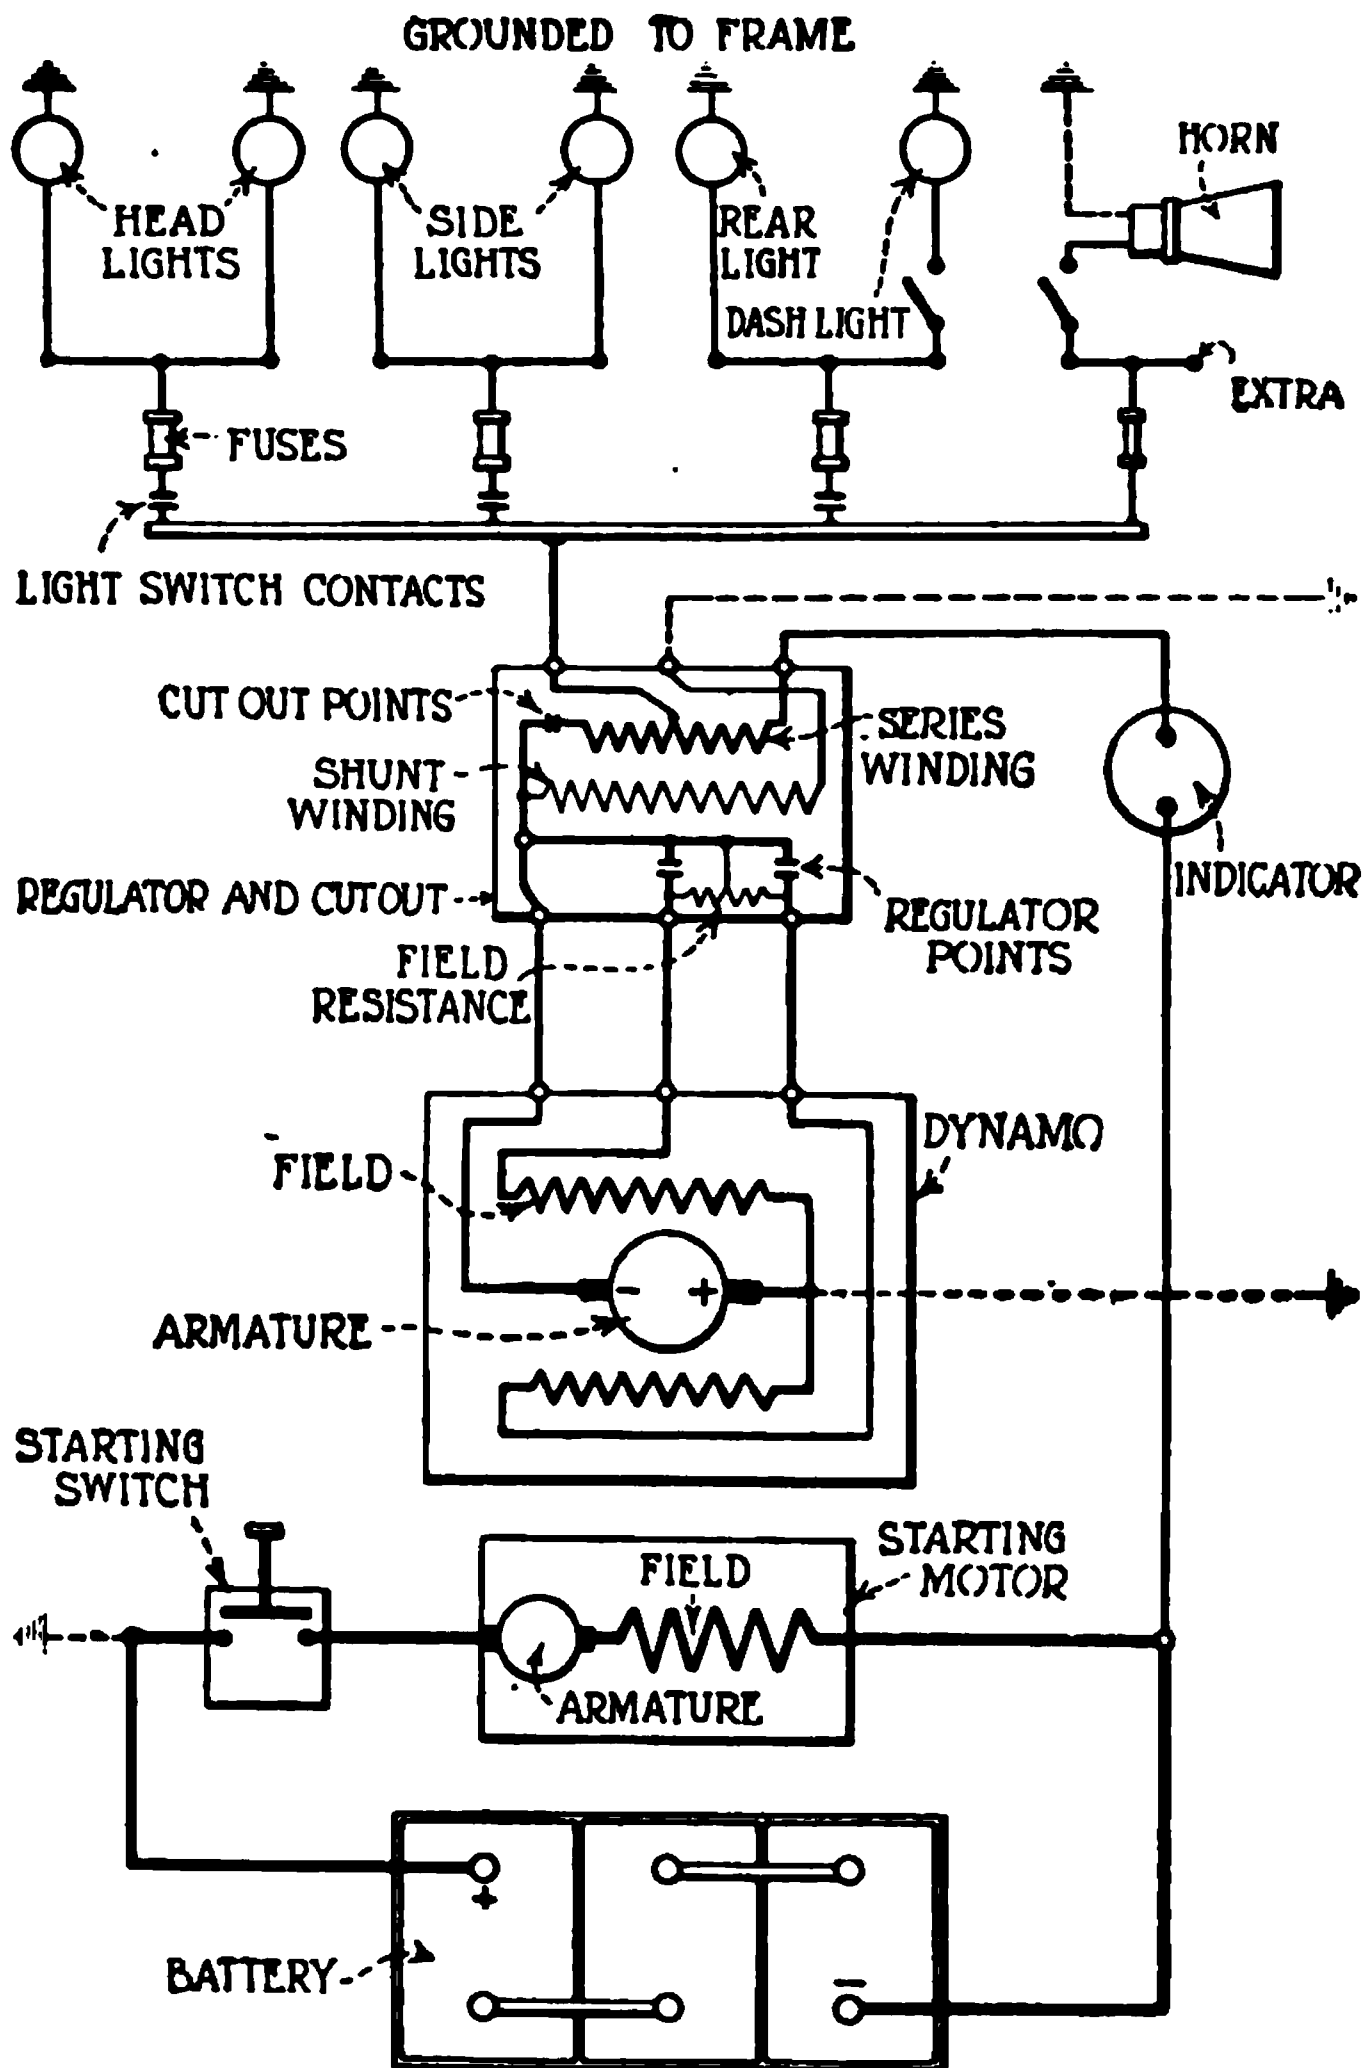 GROUNDED TO FRAME
HORN
HEAD
LIGHTS
SIDE
LIGHTS
REAR
LIGHT
DASH LIGHT
EXTRA
FUSES
LIGHT SWITCH CONTACTS
CUT OUT POINTS
SERIES
WINDING
SHUNT
WINDING
INDICATOR
REGULATOR AND CUTOUT
REGULATOR
POINTS
FIELD
RESISTANCE
DYNAMO
FIELD
- +
ARMATURE
STARTING
SWITCH
STARTING
MOTOR
FIELD
ARMATURE
+
BATTERY
-